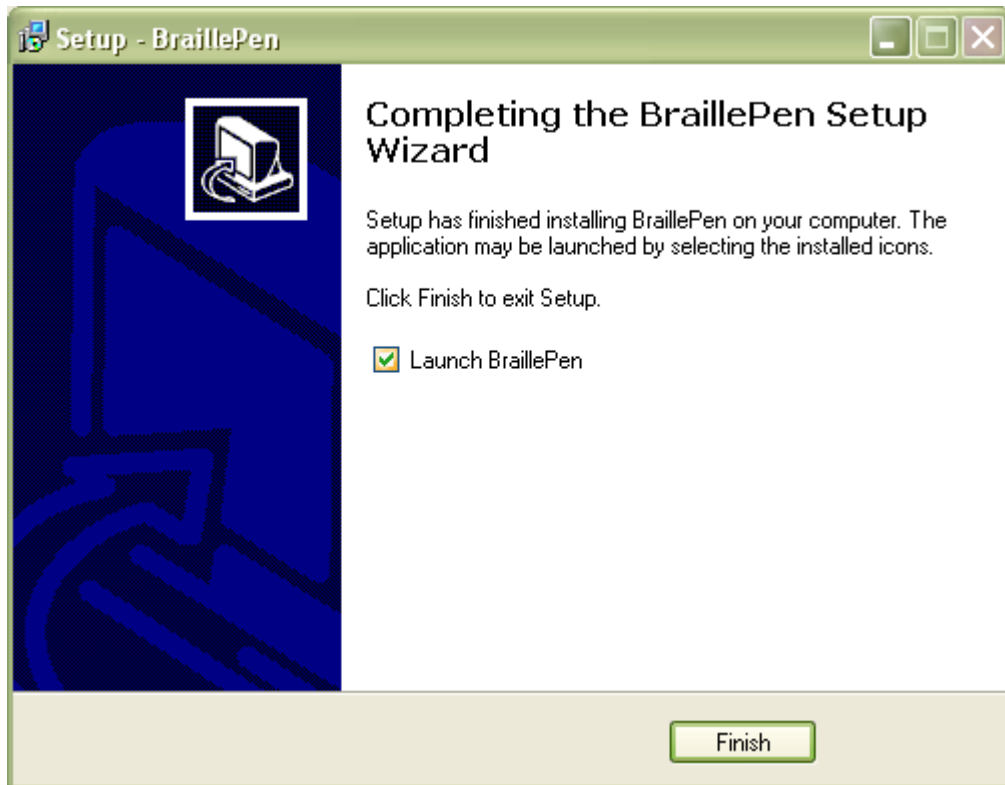 Setup - BraillePen
Completing the BraillePen Setup
Wizard
Setup has finished installing BraillePen on your computer. The
application may be launched by selecting the installed icons.
Click Finish to exit Setup.
Launch BraillePen
Finish